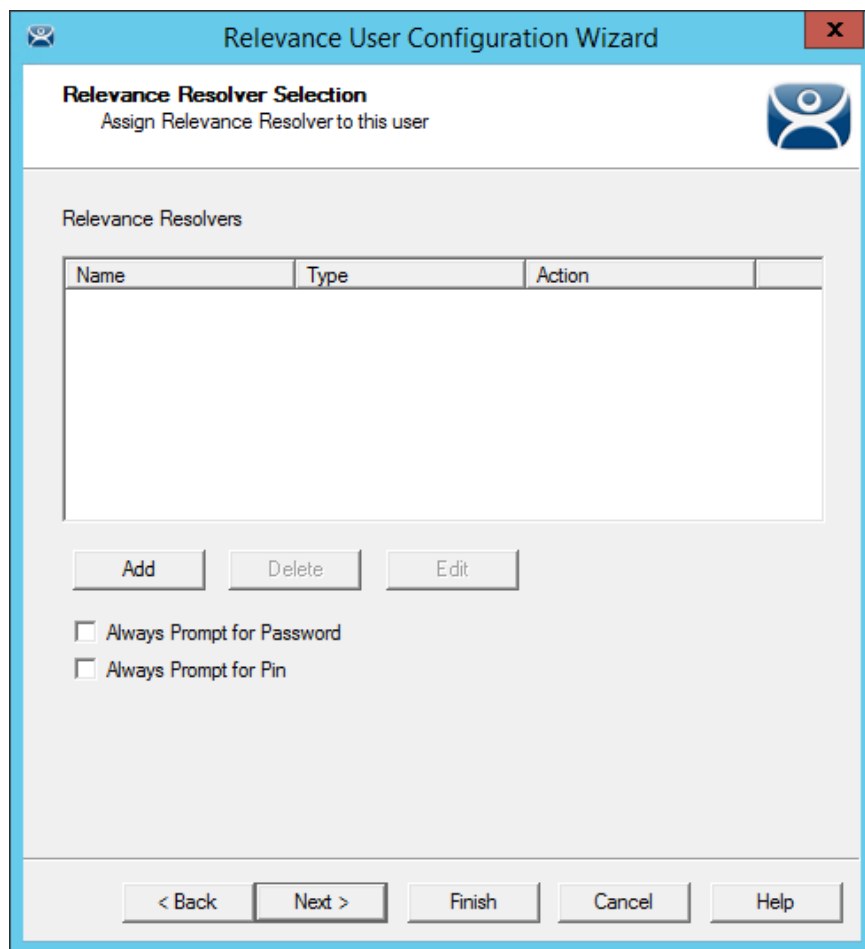 Relevance User Configuration Wizard
x
Relevance Resolver Selection
Assign Relevance Resolver to this user
Relevance Resolvers
Name Type Action
Add Delete Edit
Always Prompt for Password
Always Prompt for Pin
< Back Next > Finish Cancel Help